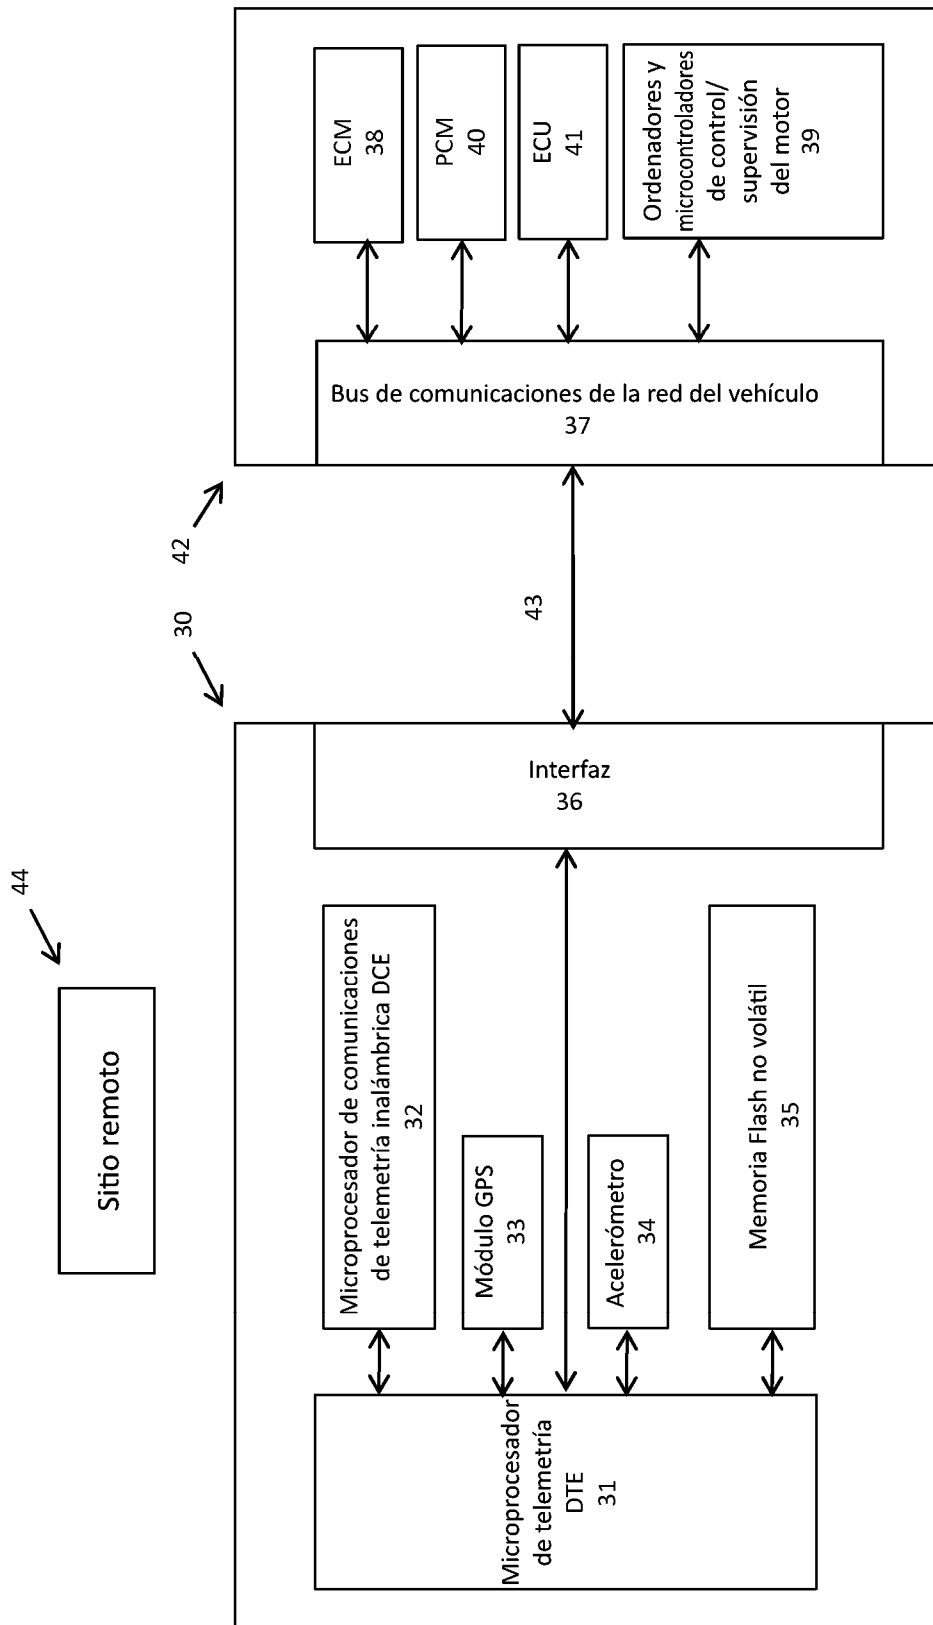 Sitio remoto
44
30
42
Microprocesador
de telemetría
DTE
31
Microprocesador de comunicaciones
de telemetría inalámbrica DCE
32
Módulo GPS
33
Acelerómetro
34
Memoria Flash no volátil
35
Interfaz
36
43
Bus de comunicaciones de la red del vehículo
37
ECM
38
PCM
40
ECU
41
Ordenadores y
microcontroladores
de control/
supervisión
del motor
39